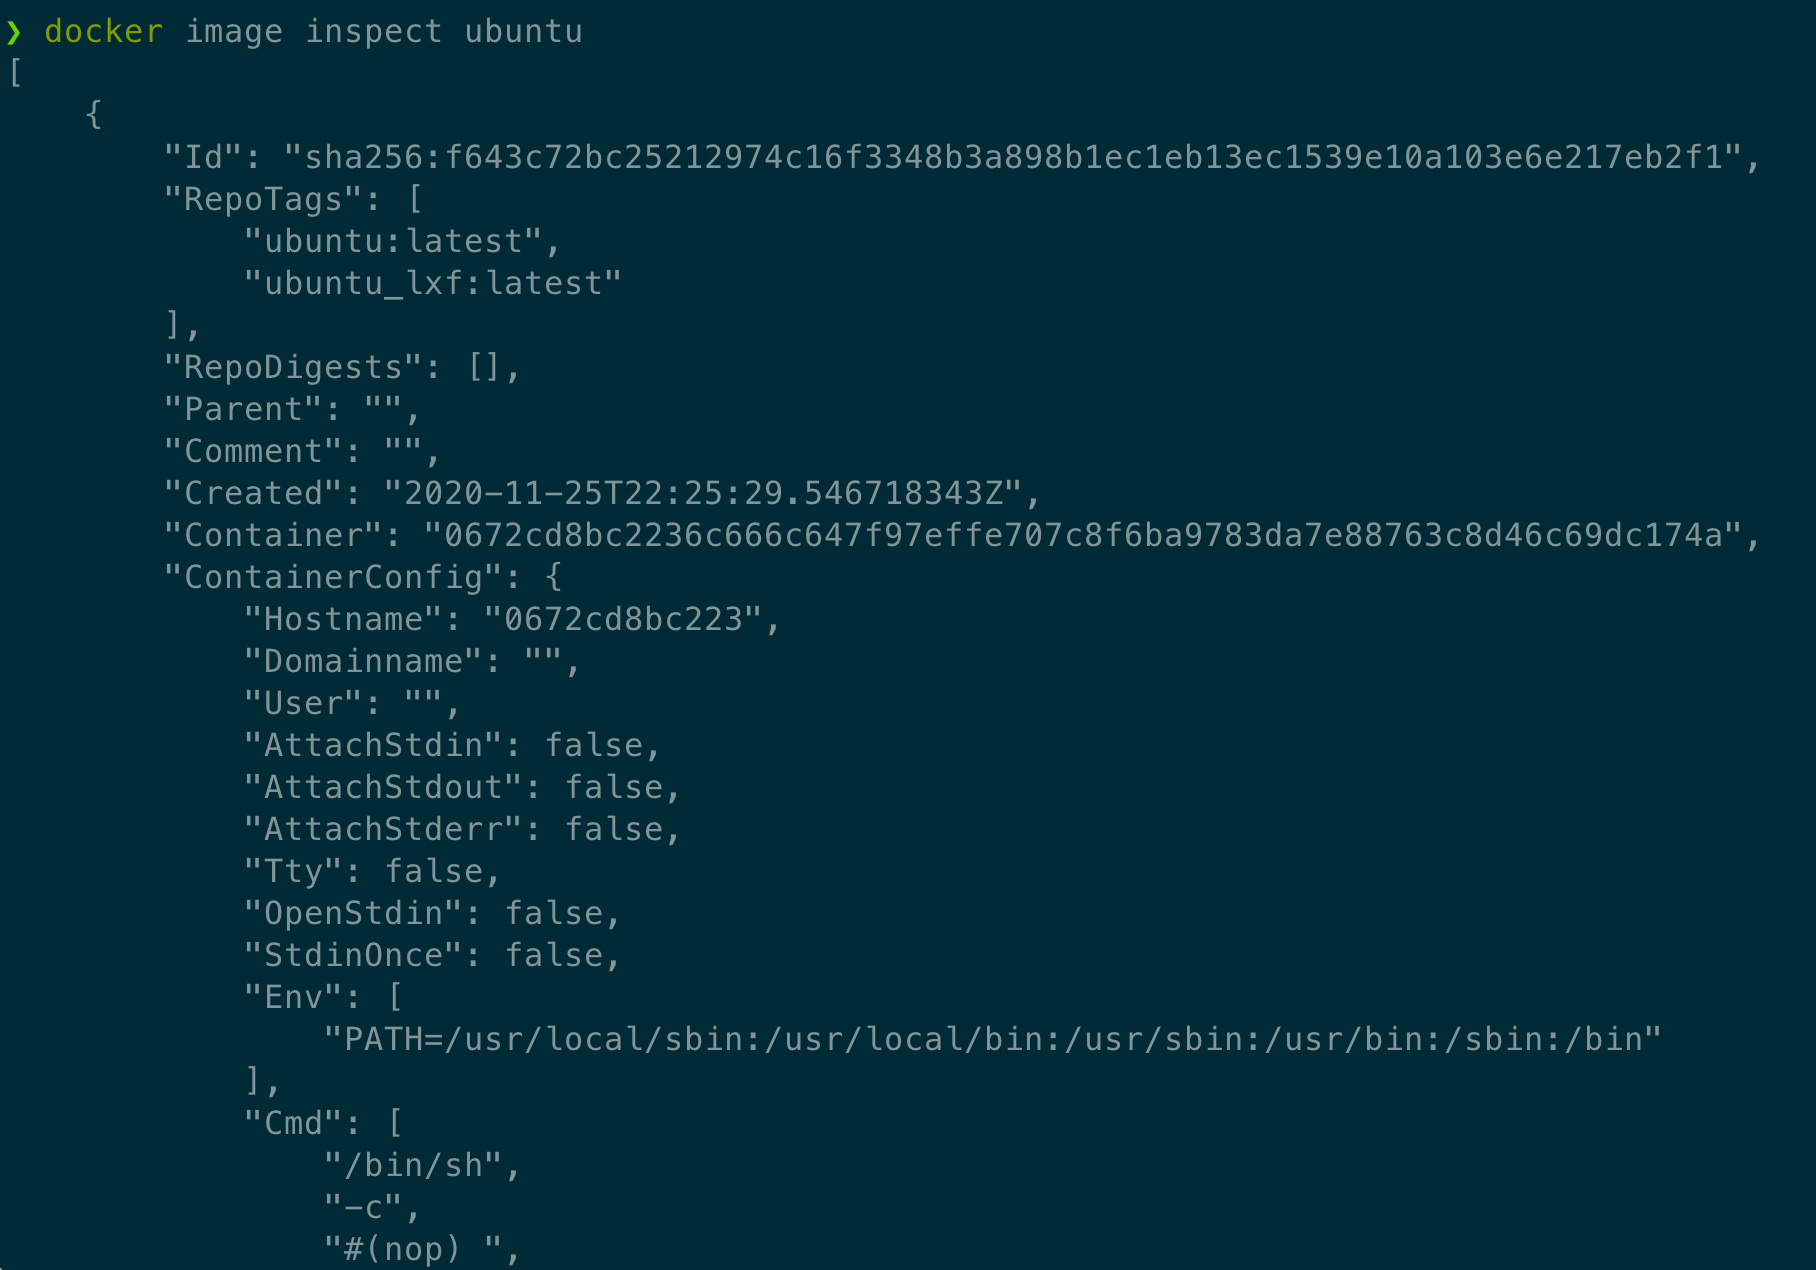 ❯ docker image inspect ubuntu
[
    {
        "Id": "sha256:f643c72bc25212974c16f3348b3a898b1ec1eb13ec1539e10a103e6e217eb2f1",
        "RepoTags": [
            "ubuntu:latest",
            "ubuntu_lxf:latest"
        ],
        "RepoDigests": [],
        "Parent": "",
        "Comment": "",
        "Created": "2020-11-25T22:25:29.546718343Z",
        "Container": "0672cd8bc2236c666c647f97effe707c8f6ba9783da7e88763c8d46c69dc174a",
        "ContainerConfig": {
            "Hostname": "0672cd8bc223",
            "Domainname": "",
            "User": "",
            "AttachStdin": false,
            "AttachStdout": false,
            "AttachStderr": false,
            "Tty": false,
            "OpenStdin": false,
            "StdinOnce": false,
            "Env": [
                "PATH=/usr/local/sbin:/usr/local/bin:/usr/sbin:/usr/bin:/sbin:/bin"
            ],
            "Cmd": [
                "/bin/sh",
                "-c",
                "#(nop) ",